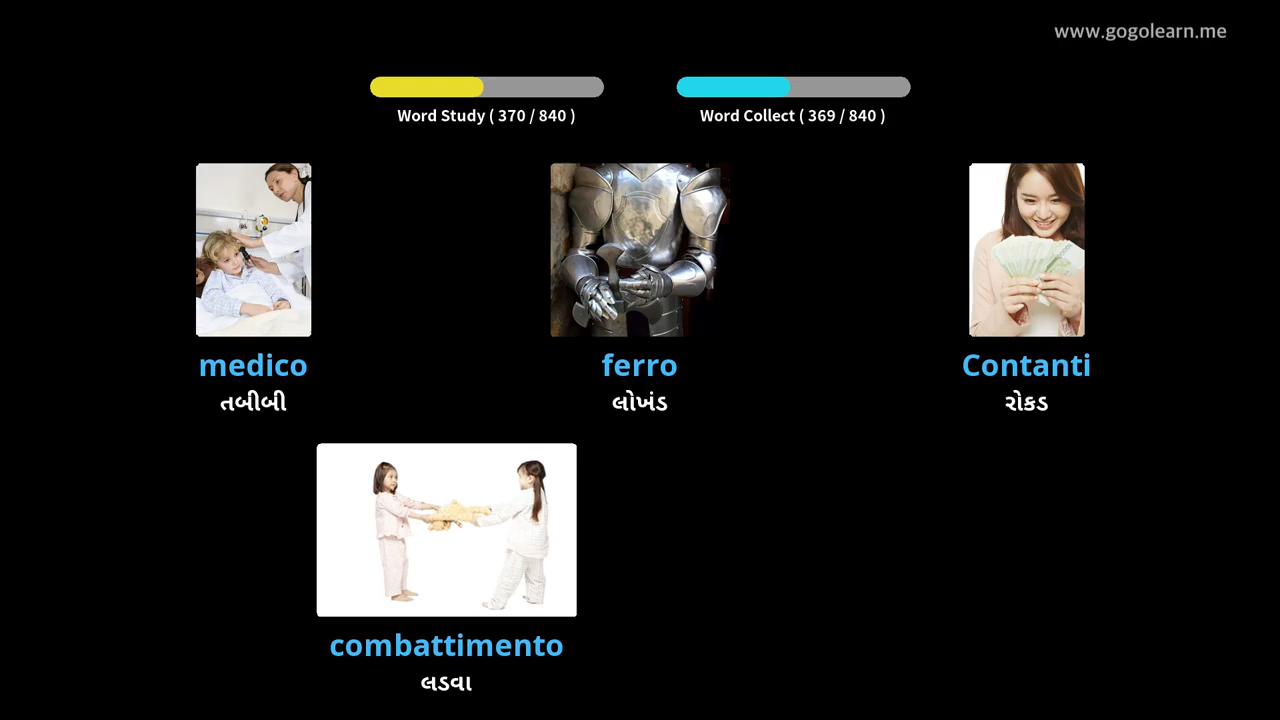 www.gogolearn.me
Word Study ( 370 / 840 )
Word Collect ( 369 / 840 )
medico
તબીબી
ferro
લોખંડ
Contanti
રોકડ
combattimento
લડવા